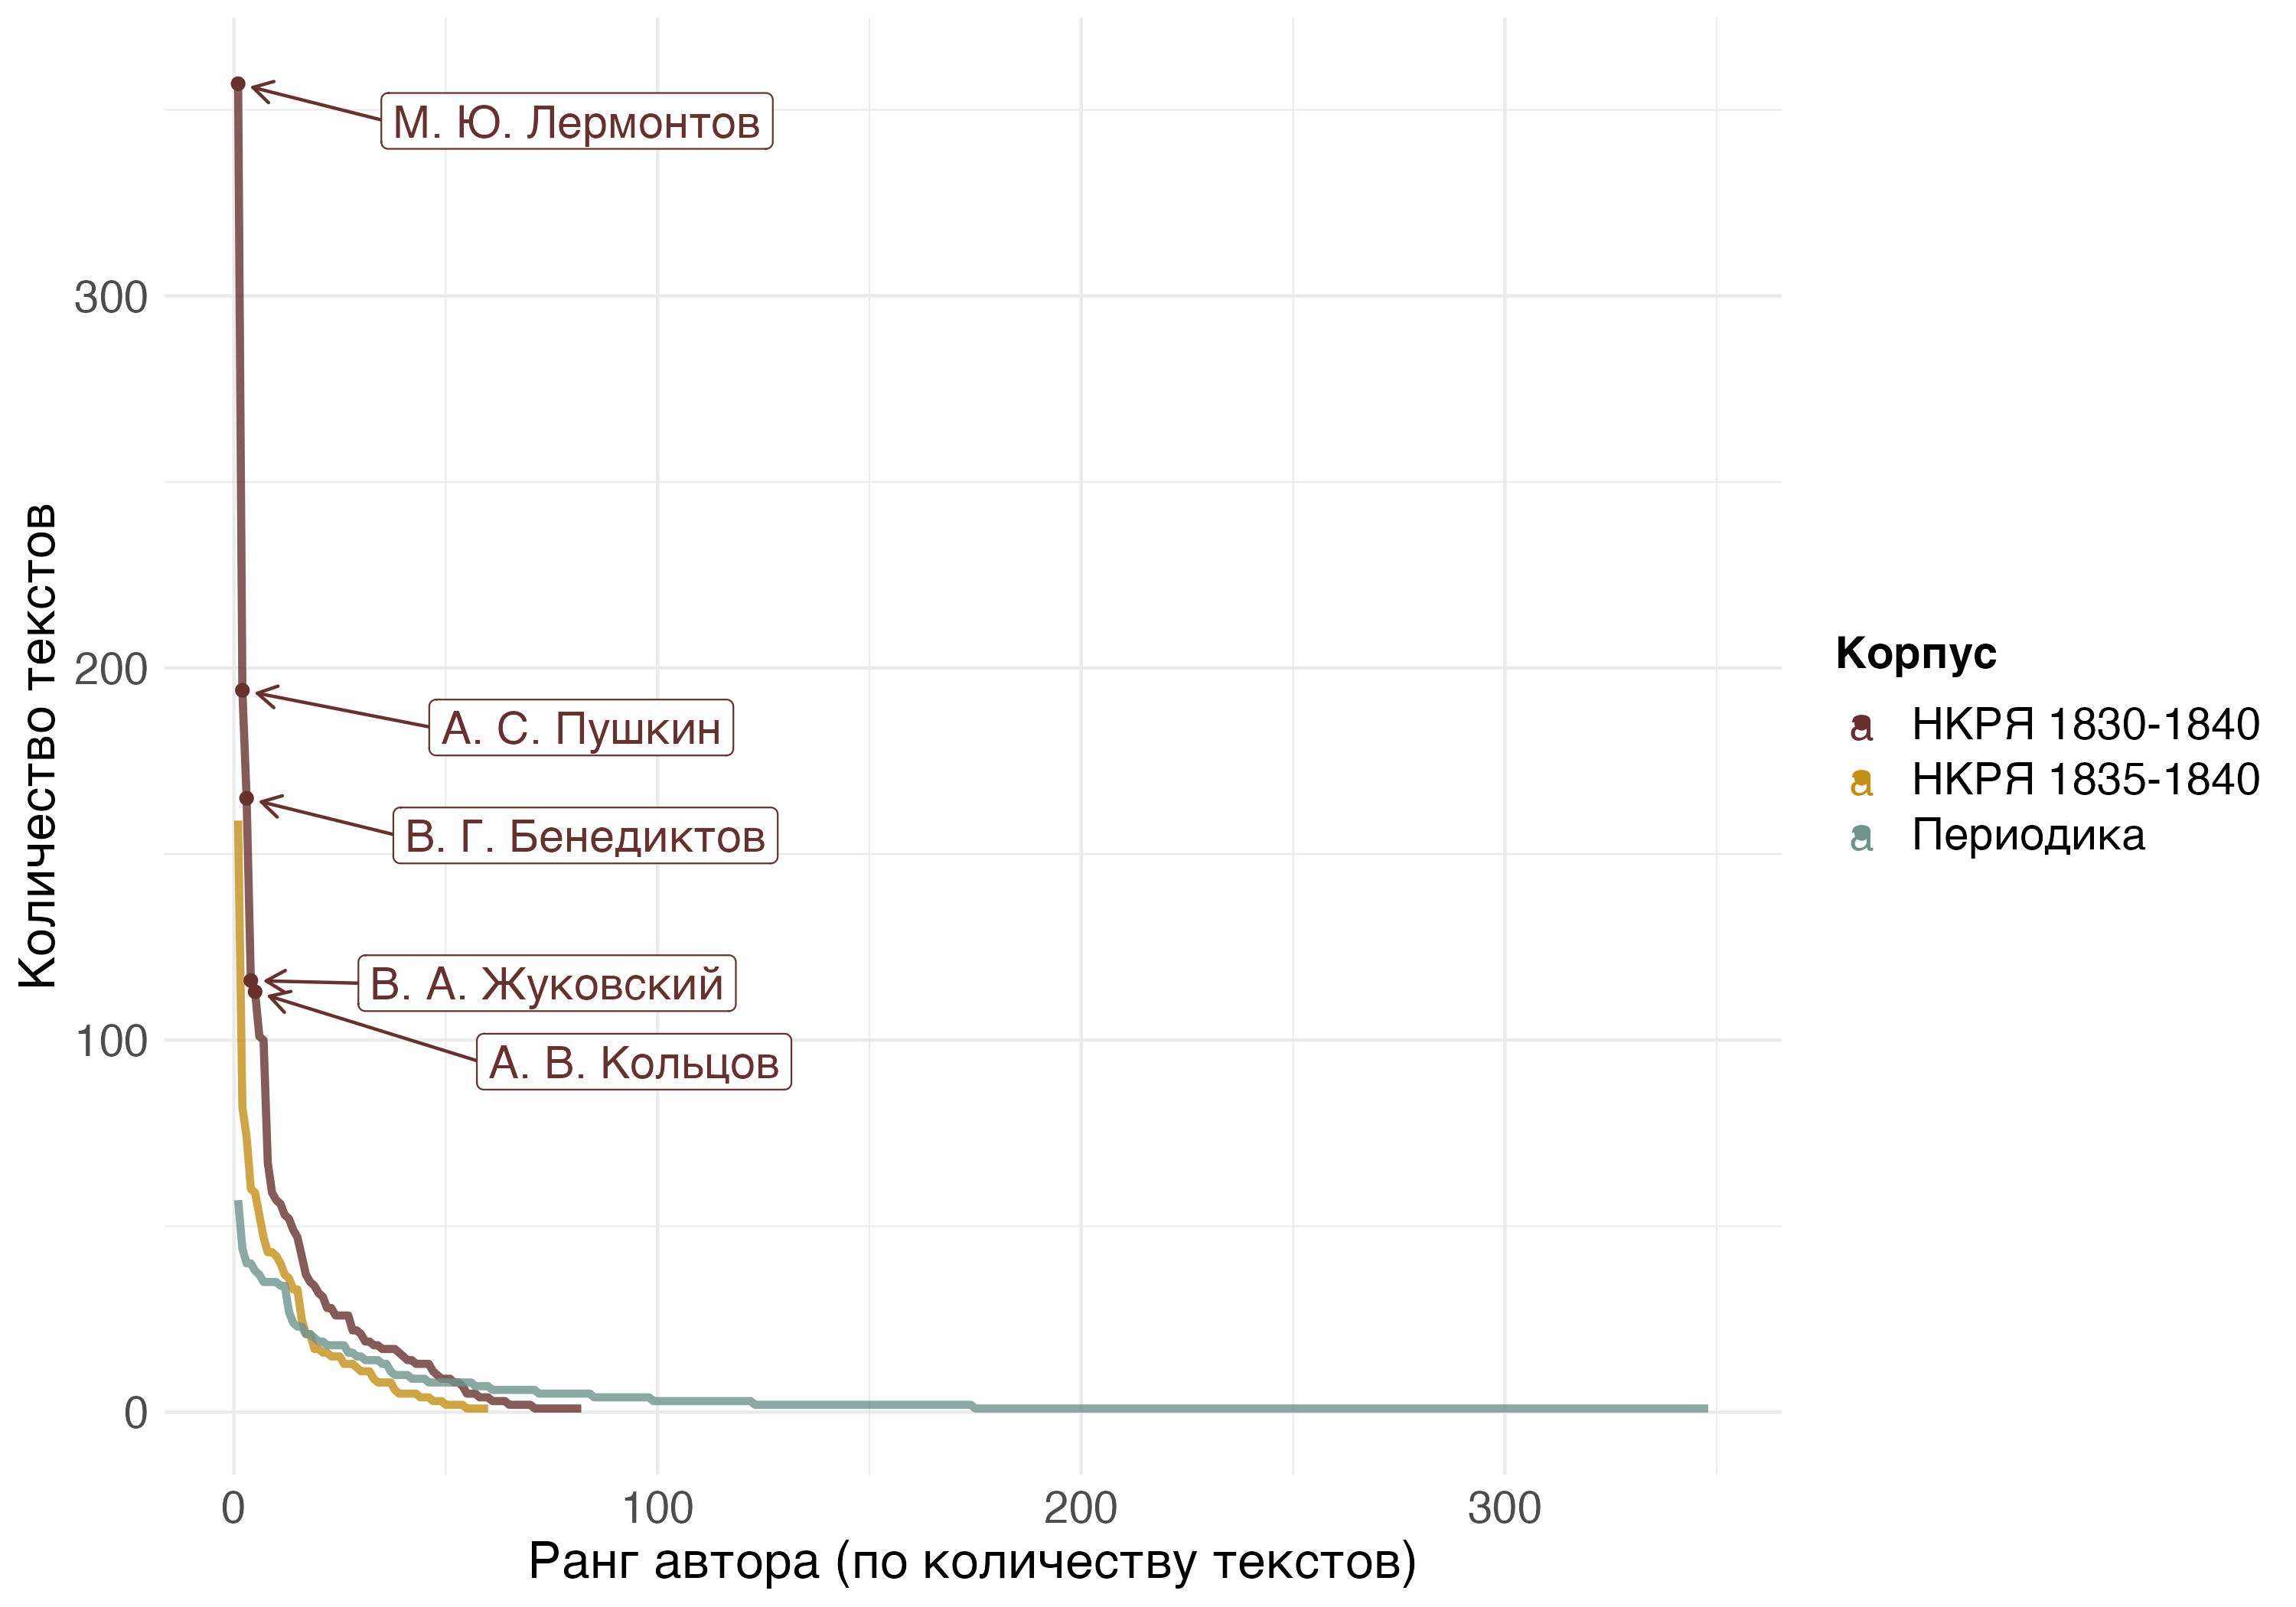 М. Ю. Лермонтов
300
200
А. С. Пушкин
В. Г. Бенедиктов
В. А. Жуковский
100
А. В. Кольцов
0
0 100 200 300
Ранг автора (по количеству текстов)
Количество текстов
Корпус
a НКРЯ 1830-1840
a НКРЯ 1835-1840
a Периодика